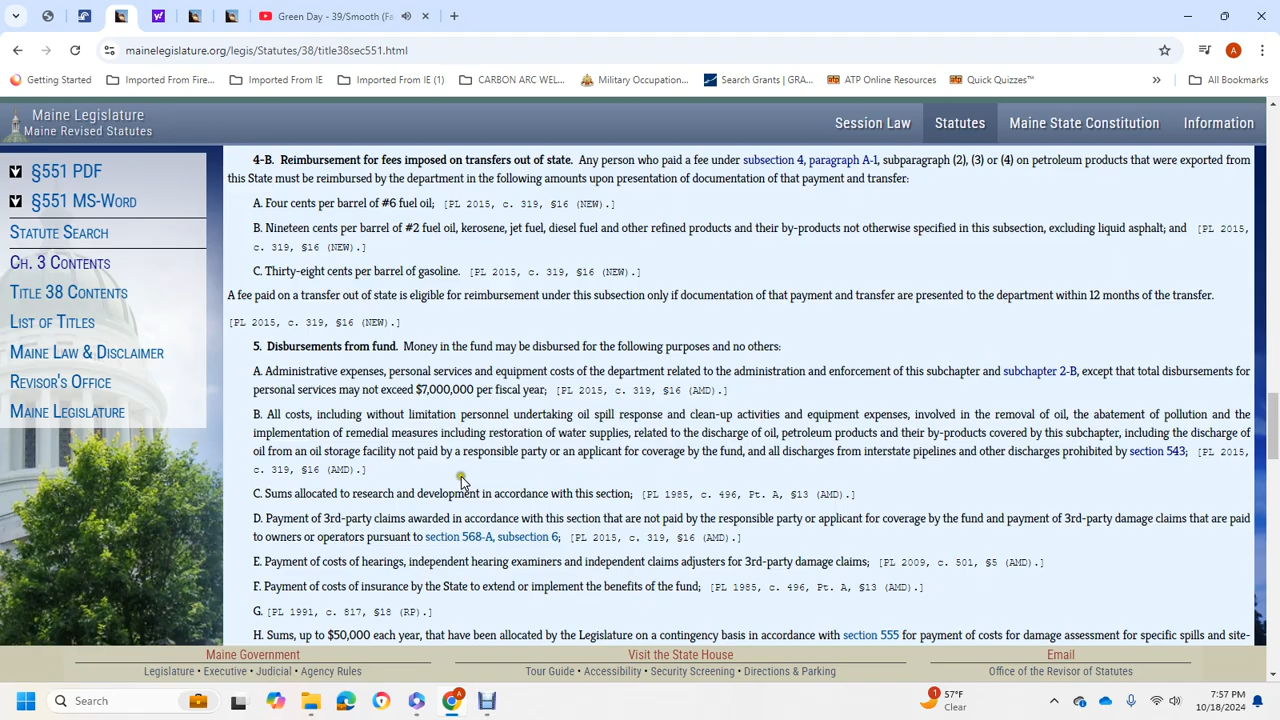 Green Day - 39/Smooth (Fa
mainelegislature.org/legis/Statutes/38/title38sec551.html
A
Getting Started
Imported From Fire...
Imported From IE
Imported From IE (1)
CARBON ARC WEL...
Military Occupation...
Search Grants | GRA...
ATP Online Resources
Quick Quizzes™
All Bookmarks
Maine Legislature
Maine Revised Statutes
Session Law
Statutes
Maine State Constitution
Information
§551 PDF
§551 MS-Word
Statute Search
Ch. 3 Contents
Title 38 Contents
List of Titles
Maine Law & Disclaimer
Revisor's Office
Maine Legislature
4-B. Reimbursement for fees imposed on transfers out of state. Any person who paid a fee under subsection 4, paragraph A-1, subparagraph (2), (3) or (4) on petroleum products that were exported from
this State must be reimbursed by the department in the following amounts upon presentation of documentation of that payment and transfer:
A. Four cents per barrel of #6 fuel oil; [PL 2015, c. 319, §16 (NEW).]
B. Nineteen cents per barrel of #2 fuel oil, kerosene, jet fuel, diesel fuel and other refined products and their by-products not otherwise specified in this subsection, excluding liquid asphalt; and [PL 2015,
c. 319, §16 (NEW).]
C. Thirty-eight cents per barrel of gasoline. [PL 2015, c. 319, §16 (NEW).]
A fee paid on a transfer out of state is eligible for reimbursement under this subsection only if documentation of that payment and transfer are presented to the department within 12 months of the transfer.
[PL 2015, c. 319, §16 (NEW).]
5. Disbursements from fund. Money in the fund may be disbursed for the following purposes and no others:
A. Administrative expenses, personal services and equipment costs of the department related to the administration and enforcement of this subchapter and subchapter 2-B, except that total disbursements for
personal services may not exceed $7,000,000 per fiscal year; [PL 2015, c. 319, §16 (AMD).]
B. All costs, including without limitation personnel undertaking oil spill response and clean-up activities and equipment expenses, involved in the removal of oil, the abatement of pollution and the
implementation of remedial measures including restoration of water supplies, related to the discharge of oil, petroleum products and their by-products covered by this subchapter, including the discharge of
oil from an oil storage facility not paid by a responsible party or an applicant for coverage by the fund, and all discharges from interstate pipelines and other discharges prohibited by section 543; [PL 2015,
c. 319, §16 (AMD).]
C. Sums allocated to research and development in accordance with this section; [PL 1985, c. 496, Pt. A, §13 (AMD).]
D. Payment of 3rd-party claims awarded in accordance with this section that are not paid by the responsible party or applicant for coverage by the fund and payment of 3rd-party damage claims that are paid
to owners or operators pursuant to section 568-A, subsection 6; [PL 2015, c. 319, §16 (AMD).]
E. Payment of costs of hearings, independent hearing examiners and independent claims adjusters for 3rd-party damage claims; [PL 2009, c. 501, §5 (AMD).]
F. Payment of costs of insurance by the State to extend or implement the benefits of the fund; [PL 1985, c. 496, Pt. A, §13 (AMD).]
G. [PL 1991, c. 817, §18 (RP).]
H. Sums, up to $50,000 each year, that have been allocated by the Legislature on a contingency basis in accordance with section 555 for payment of costs for damage assessment for specific spills and site-
Maine Government
Legislature • Executive • Judicial • Agency Rules
Visit the State House
Tour Guide • Accessibility • Security Screening • Directions & Parking
Email
Office of the Revisor of Statutes
Search
1
57°F
Clear
7:57 PM
10/18/2024